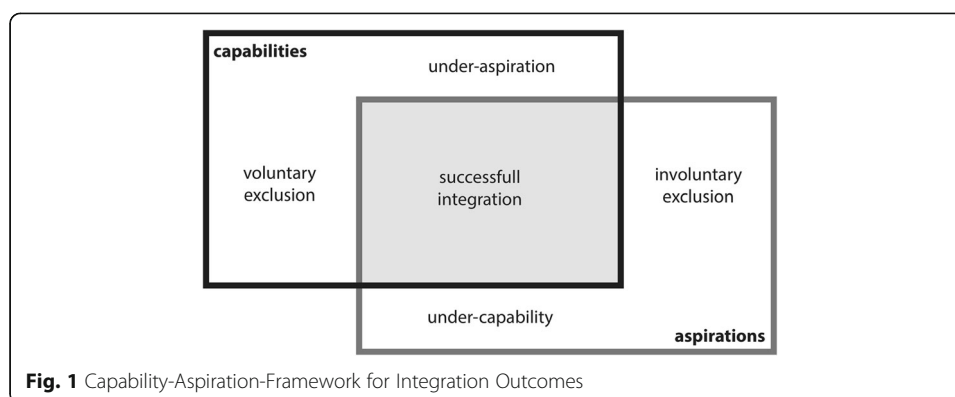 capabilities
under-aspiration
voluntary
exclusion
successfull
integration
involuntary
exclusion
under-capability
aspirations
Fig. 1 Capability-Aspiration-Framework for Integration Outcomes